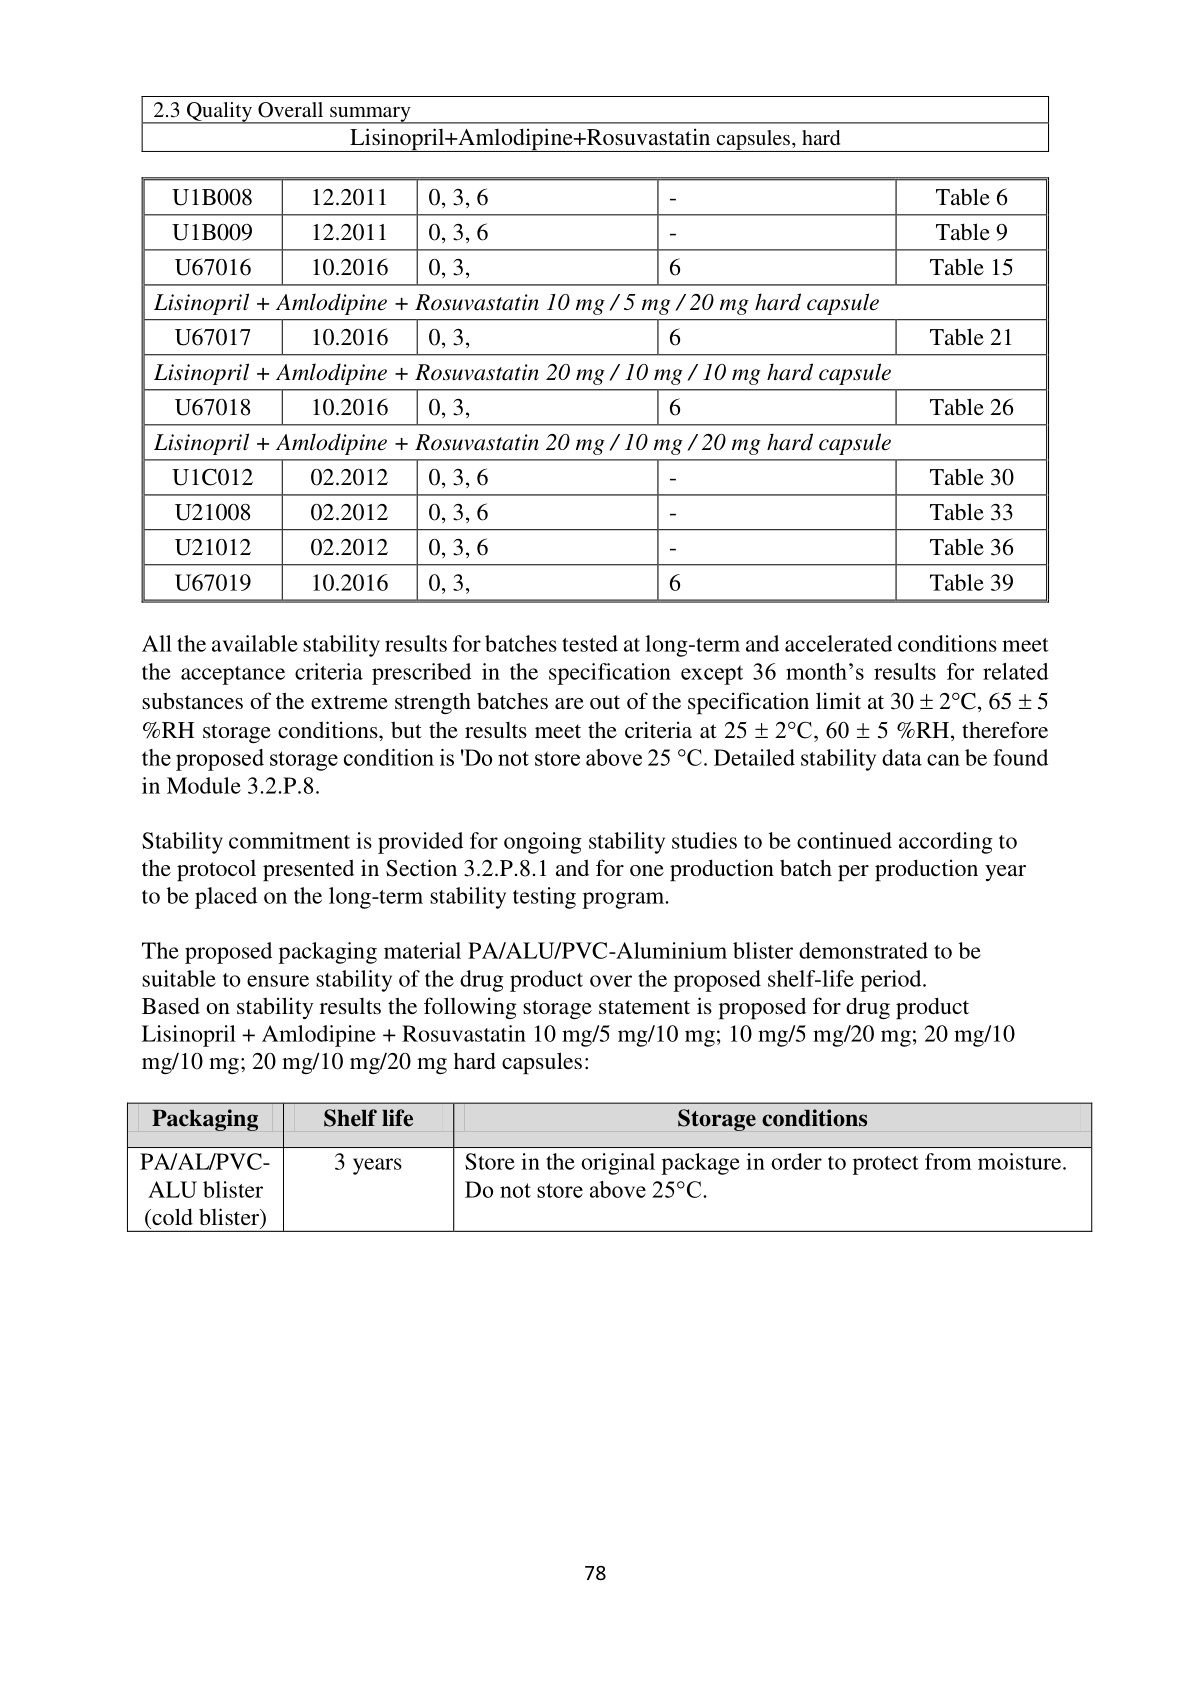 2.3 Quality Overall summary
Lisinopril+Amlodipine+Rosuvastatin capsules, hard
U1B008 12.2011 0, 3, 6 - Table 6
U1B009 12.2011 0, 3, 6 - Table 9
U67016 10.2016 0, 3, 6 Table 15
Lisinopril + Amlodipine + Rosuvastatin 10 mg / 5 mg / 20 mg hard capsule
U67017 10.2016 0, 3, 6 Table 21
Lisinopril + Amlodipine + Rosuvastatin 20 mg / 10 mg / 10 mg hard capsule
U67018 10.2016 0, 3, 6 Table 26
Lisinopril + Amlodipine + Rosuvastatin 20 mg / 10 mg / 20 mg hard capsule
U1C012 02.2012 0, 3, 6 - Table 30
U21008 02.2012 0, 3, 6 - Table 33
U21012 02.2012 0, 3, 6 - Table 36
U67019 10.2016 0, 3, 6 Table 39
All the available stability results for batches tested at long-term and accelerated conditions meet
the acceptance criteria prescribed in the specification except 36 month's results for related
substances of the extreme strength batches are out of the specification limit at 30 ± 2°C, 65 ± 5
%RH storage conditions, but the results meet the criteria at 25 ± 2°C, 60 ± 5 %RH, therefore
the proposed storage condition is 'Do not store above 25 °C. Detailed stability data can be found
in Module 3.2.P.8.
Stability commitment is provided for ongoing stability studies to be continued according to
the protocol presented in Section 3.2.P.8.1 and for one production batch per production year
to be placed on the long-term stability testing program.
The proposed packaging material PA/ALU/PVC-Aluminium blister demonstrated to be
suitable to ensure stability of the drug product over the proposed shelf-life period.
Based on stability results the following storage statement is proposed for drug product
Lisinopril + Amlodipine + Rosuvastatin 10 mg/5 mg/10 mg; 10 mg/5 mg/20 mg; 20 mg/10
mg/10 mg; 20 mg/10 mg/20 mg hard capsules:
Packaging Shelf life Storage conditions
PA/AL/PVC- 3 years Store in the original package in order to protect from moisture.
ALU blister Do not store above 25°C.
(cold blister)
78